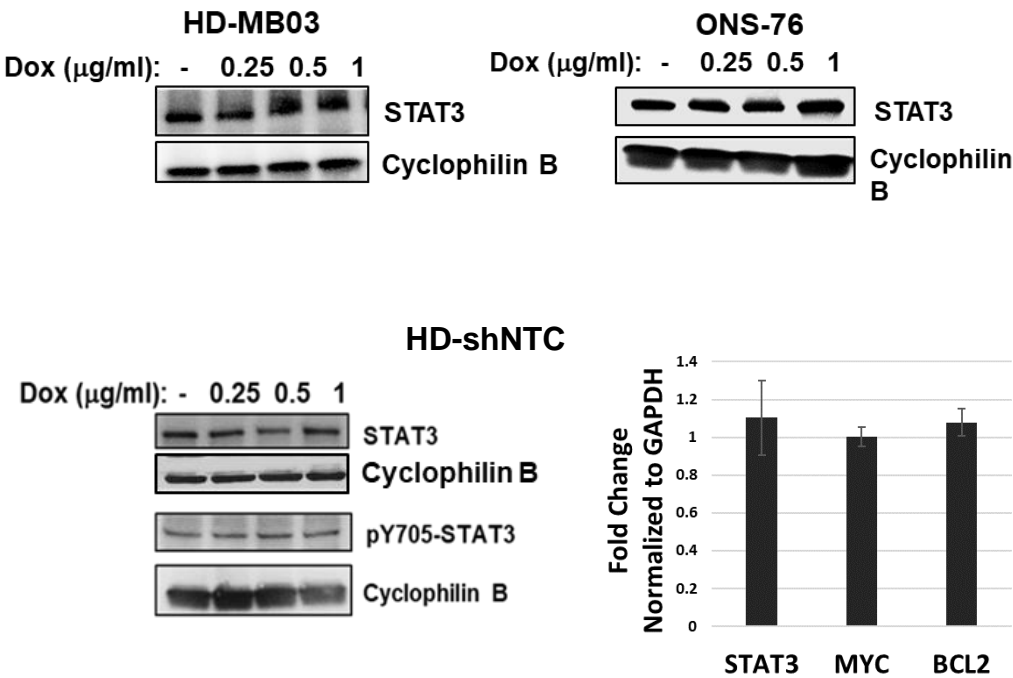 HD-MB03
Dox (μg/ml): - 0.25 0.5 1
STAT3
Cyclophilin B
ONS-76
Dox (μg/ml): - 0.25 0.5 1
STAT3
Cyclophilin
B
HD-shNTC
Dox (μg/ml): - 0.25 0.5 1
STAT3
Cyclophilin B
pY705-STAT3
Cyclophilin B
Fold Change
Normalized to GAPDH
1.4
1.2
1
0.8
0.6
0.4
0.2
0
STAT3 MYC BCL2